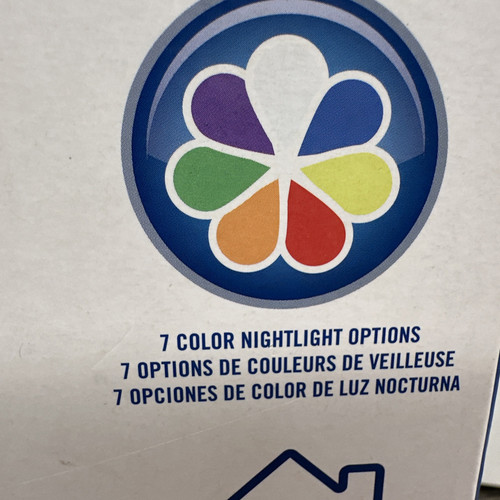 7 COLOR NIGHTLIGHT OPTIONS
7 OPTIONS DE COULEURS DE VEILLEUSE
7 OPCIONES DE COLOR DE LUZ NOCTURNA